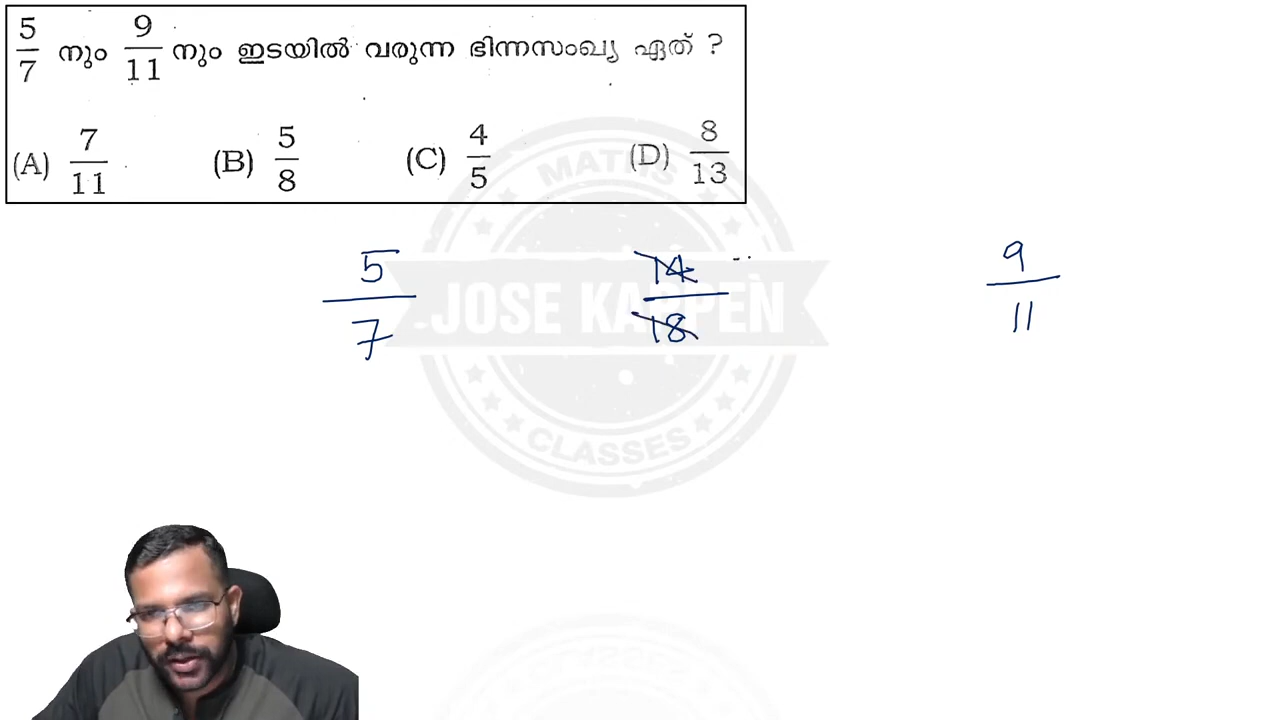 5/7 നും 9/11 നും ഇടയിൽ വരുന്ന ഭിന്നസംഖ്യ ഏത് ?
(A) 7/11 (B) 5/8 (C) 4/5 (D) 8/13
MATHS
5/7 14/18 9/11
JOSE KAPPEN
CLASSES